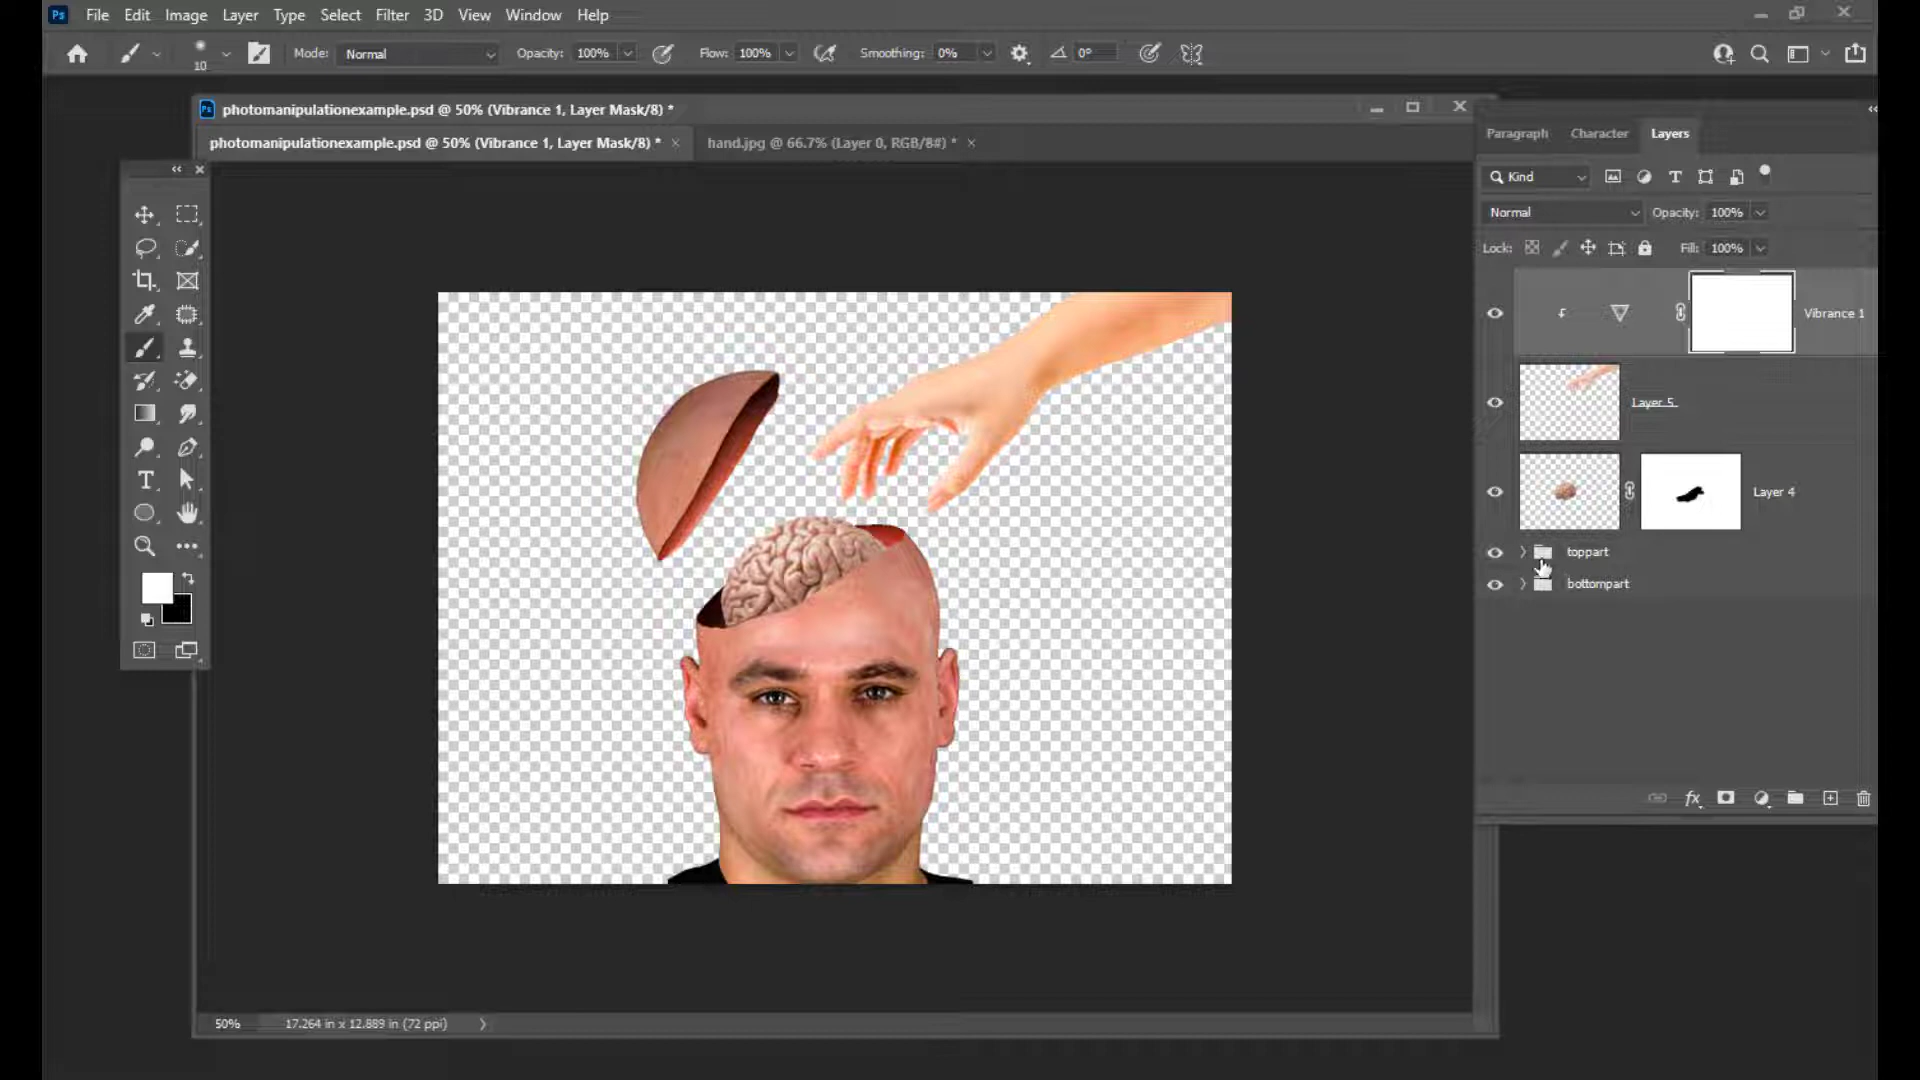 Ps File Edit Image Layer Type Select Filter 3D View Window Help
10 Mode: Normal Opacity: 100% Flow: 100% Smoothing: 0% 0°
Ps photomanipulationexample.psd @ 50% (Vibrance 1, Layer Mask/8) *
photomanipulationexample.psd @ 50% (Vibrance 1, Layer Mask/8) * × hand.jpg @ 66.7% (Layer 0, RGB/8#) * ×
Paragraph Character Layers
Kind
Normal Opacity: 100%
Lock: Fill: 100%
Vibrance 1
Layer 5
Layer 4
toppart
bottompart
fx
50% 17.264 in x 12.889 in (72 ppi)